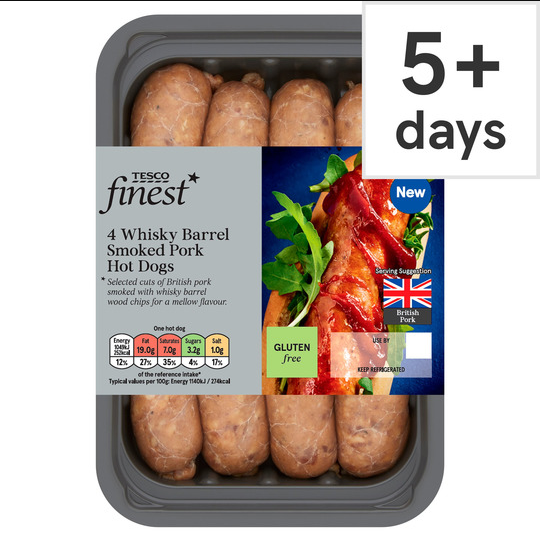 5+
days
TESCO
finest*
4 Whisky Barrel
Smoked Pork
Hot Dogs
* Selected cuts of British pork
smoked with whisky barrel
wood chips for a mellow flavour.
One hot dog
Energy
1049kJ
252kcal
12%
Fat
19.0g
27%
Saturates
7.0g
35%
Sugars
3.2g
4%
Salt
1.0g
17%
of the reference intake*
Typical values per 100g: Energy 1140kJ / 274kcal
New
Serving Suggestion
British
Pork
GLUTEN
free
USE BY
KEEP REFRIGERATED